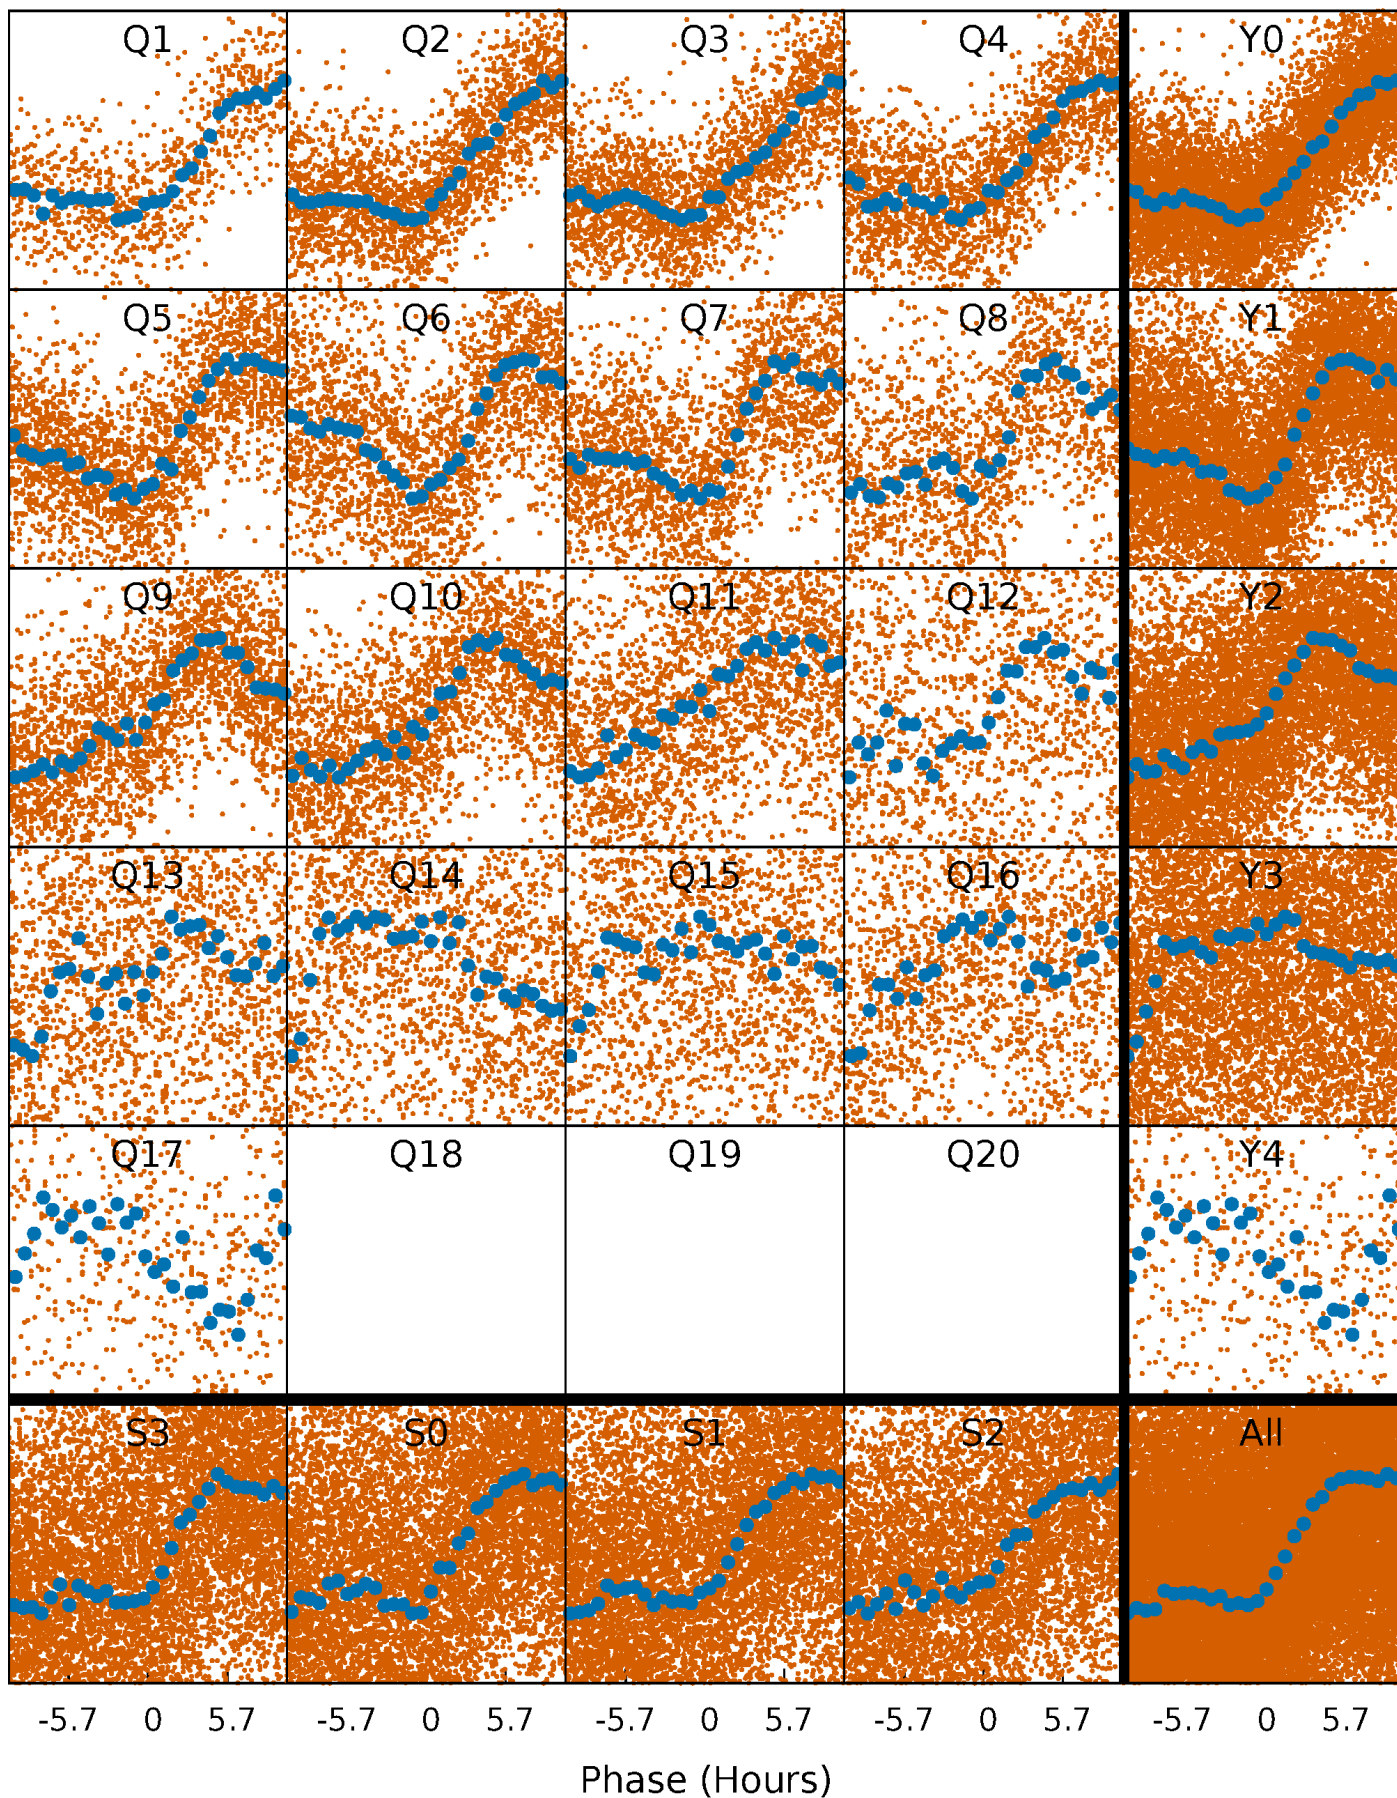 Q1 Q2 Q3 Q4 Y0
Q5 Q6 Q7 Q8 Y1
Q9 Q10 Q11 Q12 Y2
Q13 Q14 Q15 Q16 Y3
Q17 Q18 Q19 Q20 Y4
S3 S0 S1 S2 All
-5.7 0 5.7 -5.7 0 5.7 -5.7 0 5.7 -5.7 0 5.7 -5.7 0 5.7
Phase (Hours)